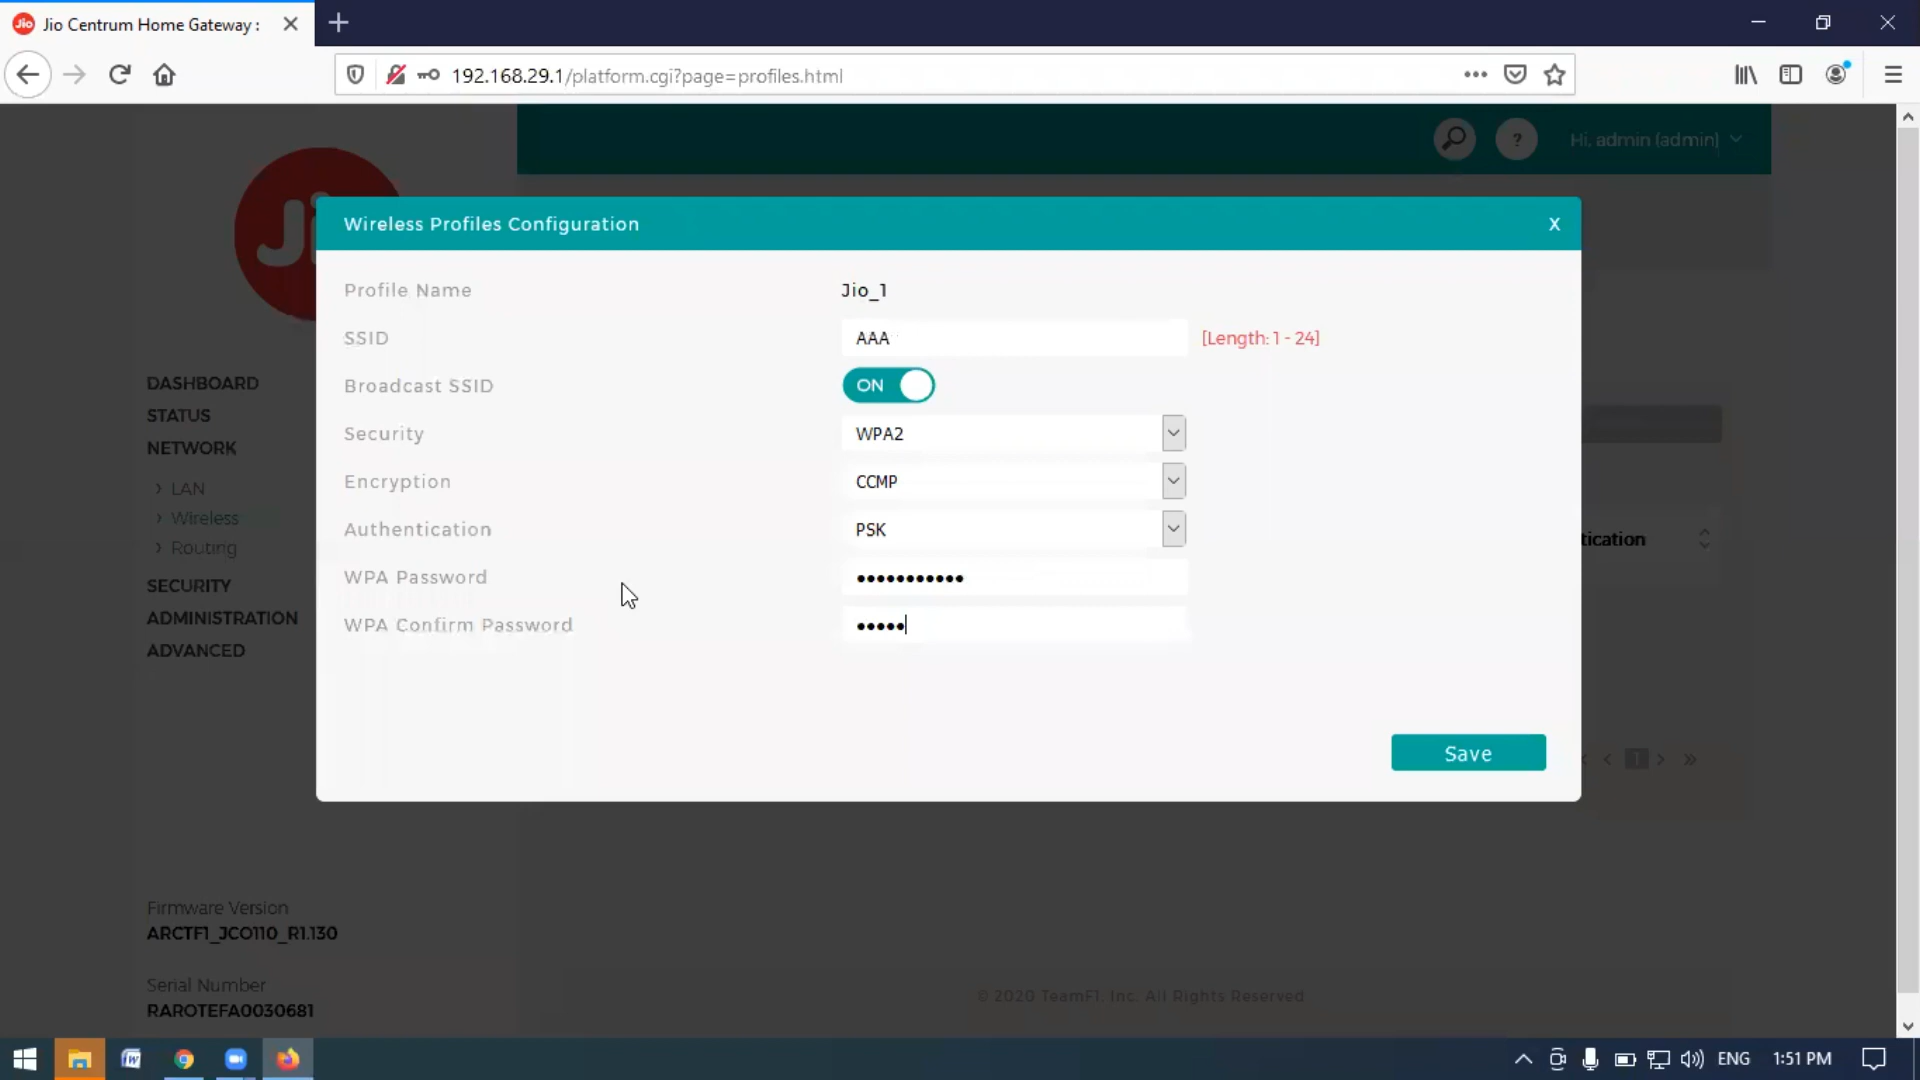 Jio Jio Centrum Home Gateway :
192.168.29.1/platform.cgi?page=profiles.html
Hi, admin (admin)
?
Wireless Profiles Configuration
X
Profile Name
Jio_1
SSID
AAA
[Length: 1 - 24]
Broadcast SSID
ON
Security
WPA2
Encryption
CCMP
Authentication
PSK
WPA Password
•••••••••••
WPA Confirm Password
•••••
Save
DASHBOARD
STATUS
NETWORK
LAN
Wireless
Routing
SECURITY
ADMINISTRATION
ADVANCED
tication
1
Firmware Version
ARCTF1_JCO110_R1.130
Serial Number
RAROTEFA0030681
© 2020 TeamF1, Inc. All Rights Reserved
ENG
1:51 PM